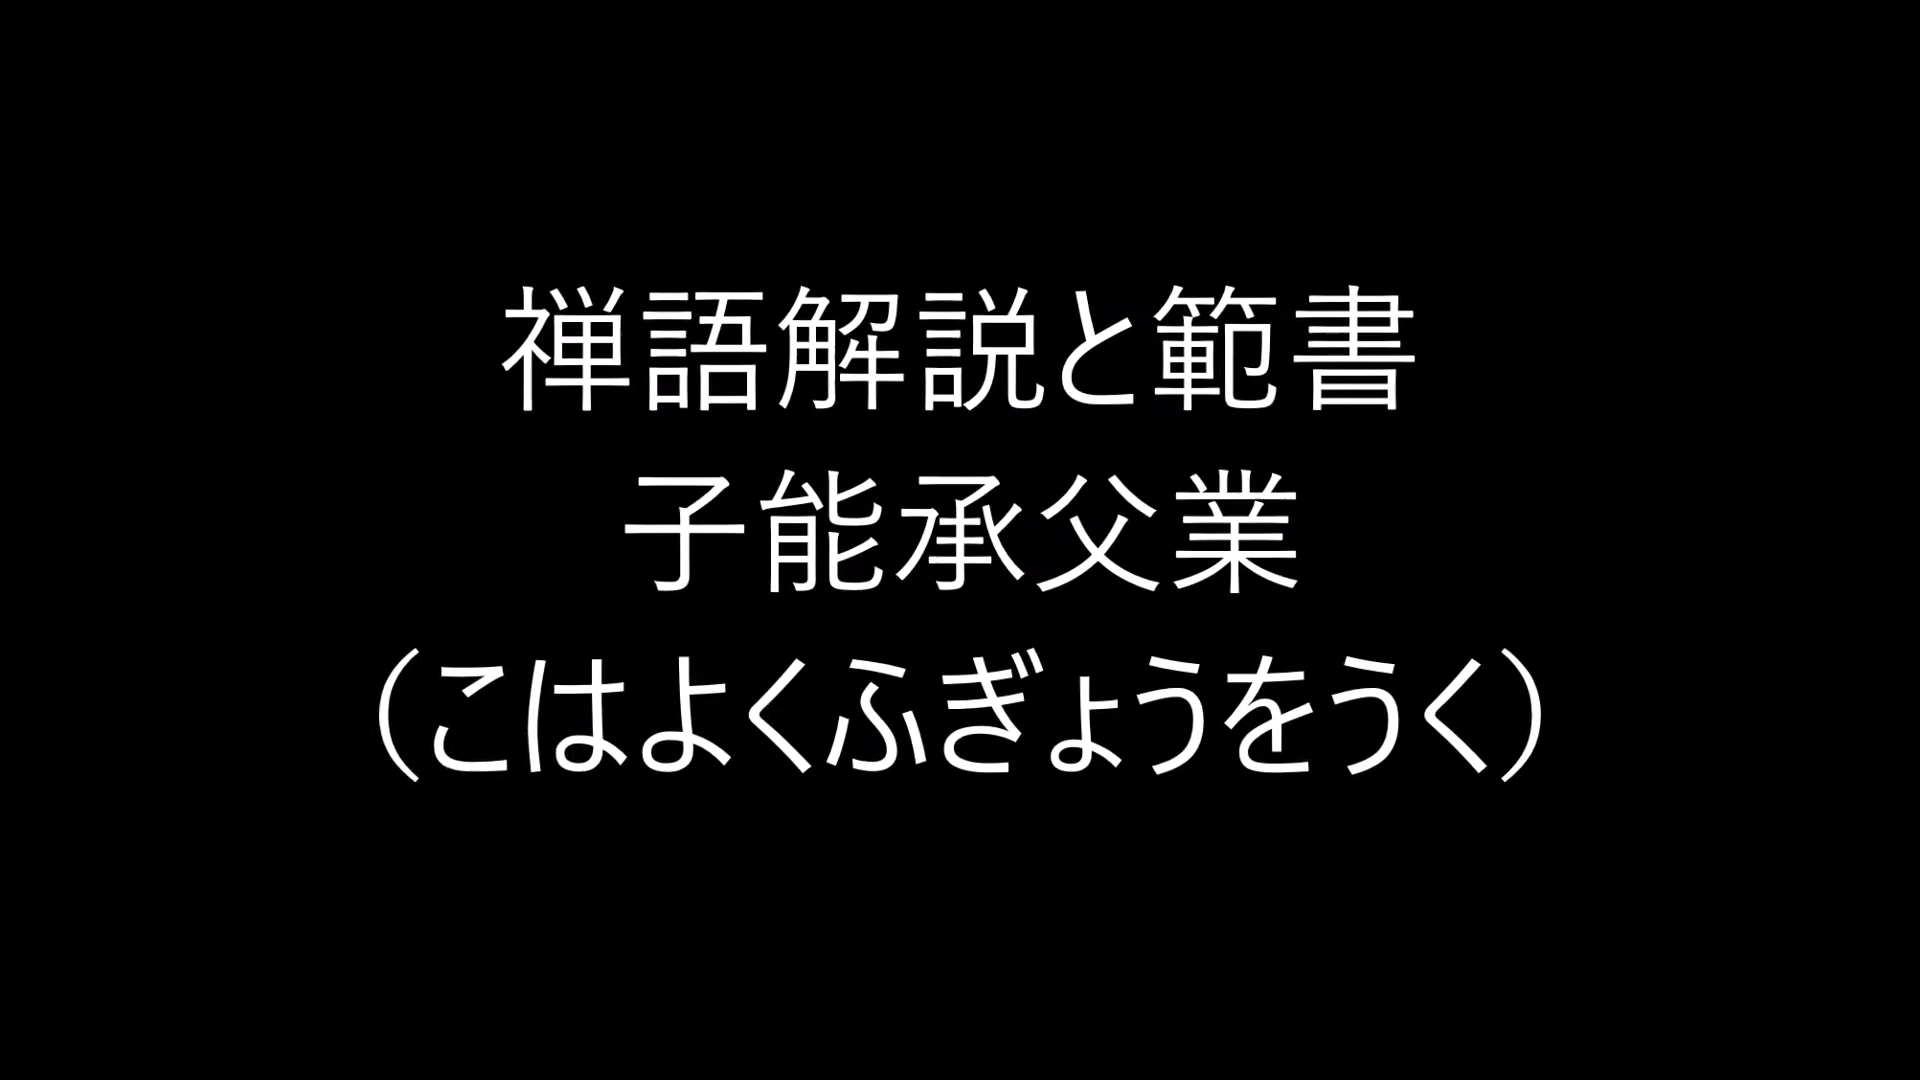 禅語解説と範書
子能承父業
（こはよくふぎょうをうく）